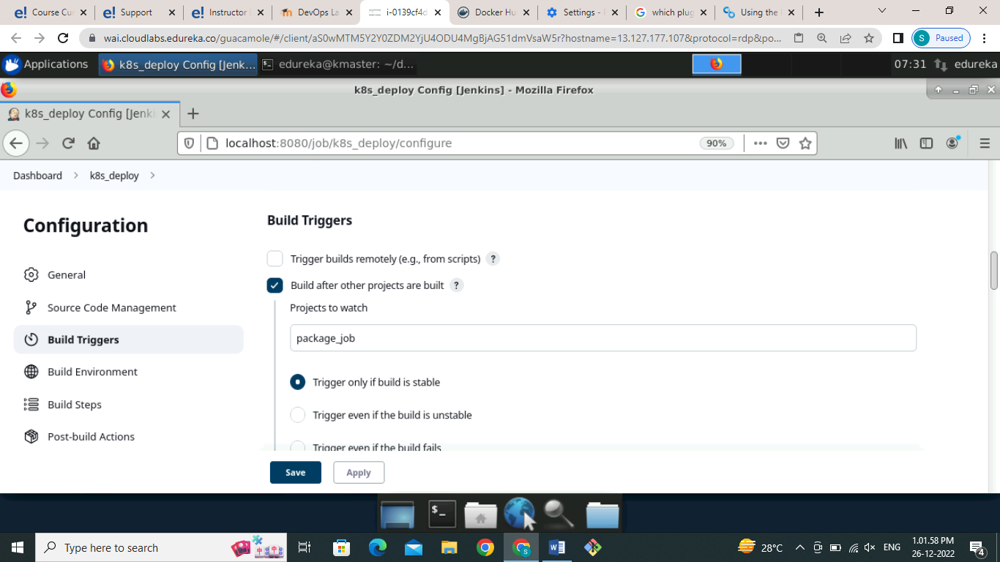 Course Cu
Support
Instructor
DevOps La
i-0139cf4d
Docker Hu
Settings -
which plug
Using the
wai.cloudlabs.edureka.co/guacamole/#/client/aS0wMTM5Y2Y0ZDM2YjU4ODU4MgBjAG51dmVsaW5r?hostname=13.127.177.107&protocol=rdp&po...
S Paused
Applications
k8s_deploy Config [Jenk...
edureka@kmaster: ~/d...
07:31
edureka
k8s_deploy Config [Jenkins] - Mozilla Firefox
k8s_deploy Config [Jenki
localhost:8080/job/k8s_deploy/configure
90%
Dashboard
k8s_deploy
Configuration
General
Source Code Management
Build Triggers
Build Environment
Build Steps
Post-build Actions
Build Triggers
Trigger builds remotely (e.g., from scripts) ?
Build after other projects are built ?
Projects to watch
package_job
Trigger only if build is stable
Trigger even if the build is unstable
Trigger even if the build fails
Save
Apply
Type here to search
28°C
ENG
1:01:58 PM
26-12-2022
4